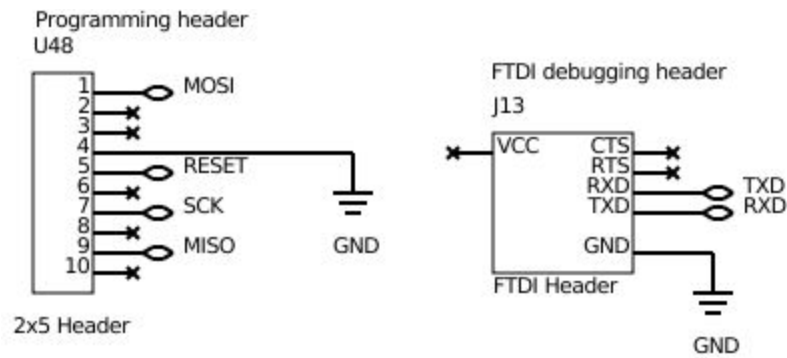 Programming header
U48
1
MOSI
2
3
4
5
RESET
6
7
SCK
8
9
MISO
10
GND
2x5 Header
FTDI debugging header
J13
VCC
CTS
RTS
RXD
TXD
TXD
RXD
GND
FTDI Header
GND